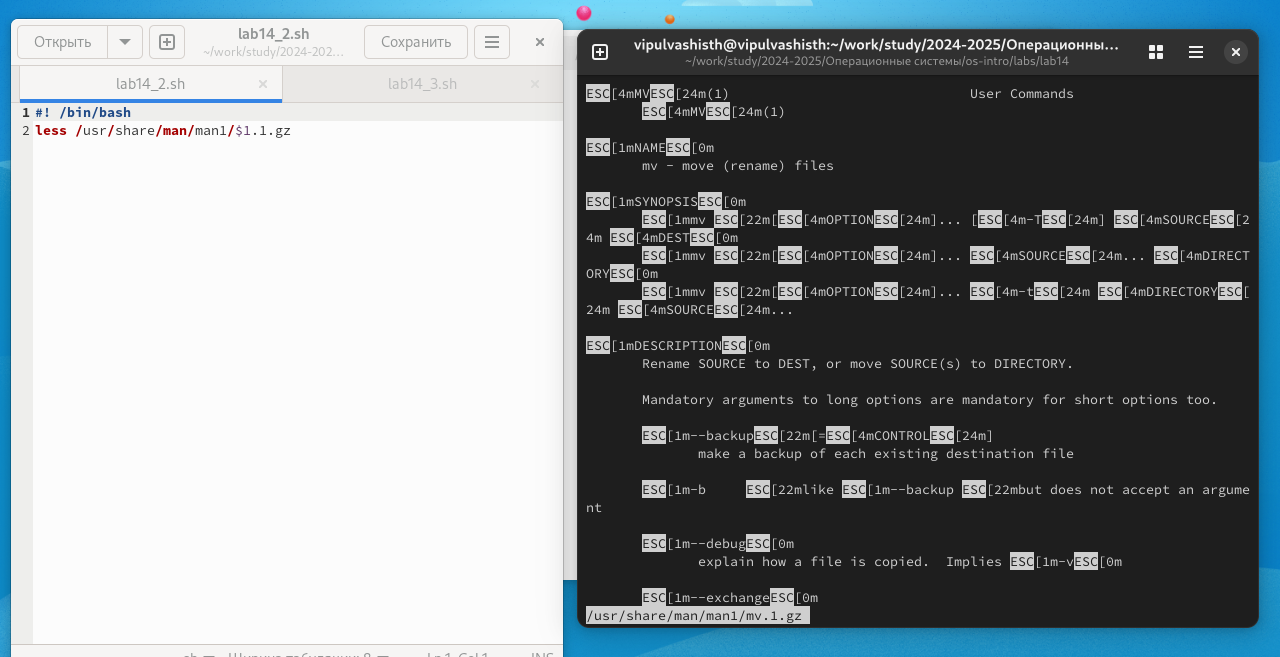 Открыть
lab14_2.sh
~/work/study/2024-202...
Сохранить
lab14_2.sh
lab14_3.sh
1 #! /bin/bash
2 less /usr/share/man/man1/$1.1.gz
vipulvashisth@vipulvashisth:~/work/study/2024-2025/Операционны...
~/work/study/2024-2025/Операционные системы/os-intro/labs/lab14
ESC[4mMVESC[24m(1) User Commands
ESC[4mMVESC[24m(1)
ESC[1mNAMEESC[0m
mv - move (rename) files
ESC[1mSYNOPSISESC[0m
ESC[1mmv ESC[22m[ESC[4mOPTIONESC[24m]... [ESC[4m-TESC[24m] ESC[4mSOURCEESC[2
4m ESC[4mDESTESC[0m
ESC[1mmv ESC[22m[ESC[4mOPTIONESC[24m]... ESC[4mSOURCEESC[24m... ESC[4mDIRECT
ORYESC[0m
ESC[1mmv ESC[22m[ESC[4mOPTIONESC[24m]... ESC[4m-tESC[24m ESC[4mDIRECTORYESC[
24m ESC[4mSOURCEESC[24m...
ESC[1mDESCRIPTIONESC[0m
Rename SOURCE to DEST, or move SOURCE(s) to DIRECTORY.
Mandatory arguments to long options are mandatory for short options too.
ESC[1m--backupESC[22m[=ESC[4mCONTROLESC[24m]
make a backup of each existing destination file
ESC[1m-b ESC[22mlike ESC[1m--backup ESC[22mbut does not accept an argume
nt
ESC[1m--debugESC[0m
explain how a file is copied. Implies ESC[1m-vESC[0m
ESC[1m--exchangeESC[0m
/usr/share/man/man1/mv.1.gz